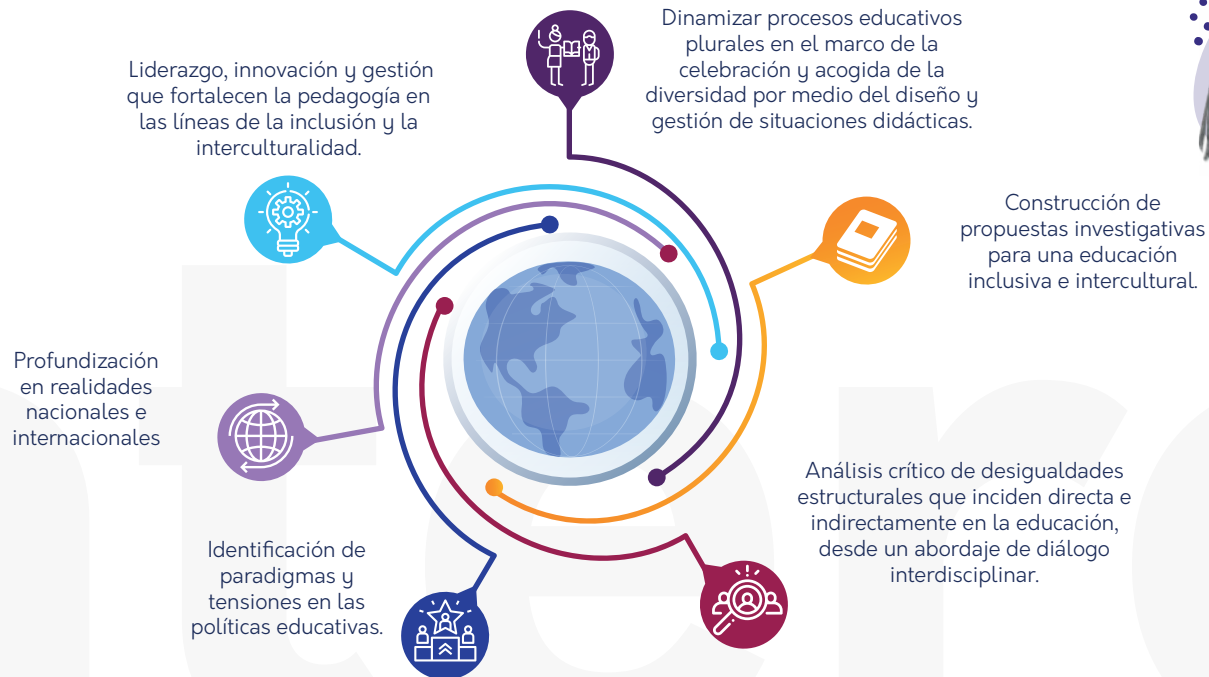 Dinamizar procesos educativos
plurales en el marco de la
celebración y acogida de la
diversidad por medio del diseño y
gestión de situaciones didácticas.
Liderazgo, innovación y gestión
que fortalecen la pedagogía en
las líneas de la inclusión y la
interculturalidad.
Construcción de
propuestas investigativas
para una educación
inclusiva e intercultural.
Profundización
en realidades
nacionales e
internacionales
Análisis crítico de desigualdades
estructurales que inciden directa e
indirectamente en la educación,
desde un abordaje de diálogo
interdisciplinar.
Identificación de
paradigmas y
tensiones en las
políticas educativas.